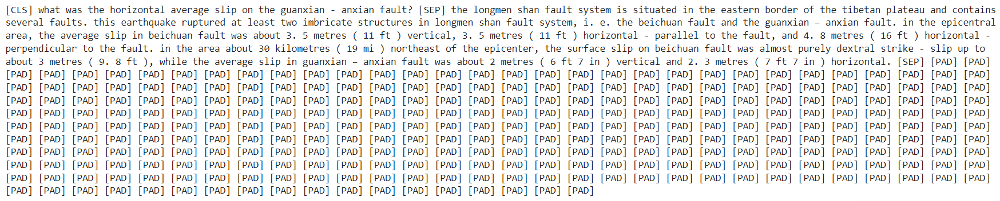 [CLS] what was the horizontal average slip on the guanxian - anxian fault? [SEP] the longmen shan fault system is situated in the eastern border of the tibetan plateau and contains
several faults. this earthquake ruptured at least two imbricate structures in longmen shan fault system, i. e. the beichuan fault and the guanxian – anxian fault. in the epicentral
area, the average slip in beichuan fault was about 3. 5 metres ( 11 ft ) vertical, 3. 5 metres ( 11 ft ) horizontal - parallel to the fault, and 4. 8 metres ( 16 ft ) horizontal -
perpendicular to the fault. in the area about 30 kilometres ( 19 mi ) northeast of the epicenter, the surface slip on beichuan fault was almost purely dextral strike - slip up to
about 3 metres ( 9. 8 ft ), while the average slip in guanxian – anxian fault was about 2 metres ( 6 ft 7 in ) vertical and 2. 3 metres ( 7 ft 7 in ) horizontal. [SEP] [PAD] [PAD]
[PAD] [PAD] [PAD] [PAD] [PAD] [PAD] [PAD] [PAD] [PAD] [PAD] [PAD] [PAD] [PAD] [PAD] [PAD] [PAD] [PAD] [PAD] [PAD] [PAD] [PAD] [PAD] [PAD] [PAD] [PAD] [PAD] [PAD] [PAD] [PAD] [PAD]
[PAD] [PAD] [PAD] [PAD] [PAD] [PAD] [PAD] [PAD] [PAD] [PAD] [PAD] [PAD] [PAD] [PAD] [PAD] [PAD] [PAD] [PAD] [PAD] [PAD] [PAD] [PAD] [PAD] [PAD] [PAD] [PAD] [PAD] [PAD] [PAD] [PAD]
[PAD] [PAD] [PAD] [PAD] [PAD] [PAD] [PAD] [PAD] [PAD] [PAD] [PAD] [PAD] [PAD] [PAD] [PAD] [PAD] [PAD] [PAD] [PAD] [PAD] [PAD] [PAD] [PAD] [PAD] [PAD] [PAD] [PAD] [PAD] [PAD] [PAD]
[PAD] [PAD] [PAD] [PAD] [PAD] [PAD] [PAD] [PAD] [PAD] [PAD] [PAD] [PAD] [PAD] [PAD] [PAD] [PAD] [PAD] [PAD] [PAD] [PAD] [PAD] [PAD] [PAD] [PAD] [PAD] [PAD] [PAD] [PAD] [PAD] [PAD]
[PAD] [PAD] [PAD] [PAD] [PAD] [PAD] [PAD] [PAD] [PAD] [PAD] [PAD] [PAD] [PAD] [PAD] [PAD] [PAD] [PAD] [PAD] [PAD] [PAD] [PAD] [PAD] [PAD] [PAD] [PAD] [PAD] [PAD] [PAD] [PAD] [PAD]
[PAD] [PAD] [PAD] [PAD] [PAD] [PAD] [PAD] [PAD] [PAD] [PAD] [PAD] [PAD] [PAD] [PAD] [PAD] [PAD] [PAD] [PAD] [PAD] [PAD] [PAD] [PAD] [PAD] [PAD] [PAD] [PAD] [PAD] [PAD] [PAD] [PAD]
[PAD] [PAD] [PAD] [PAD] [PAD] [PAD] [PAD] [PAD] [PAD] [PAD] [PAD] [PAD] [PAD] [PAD] [PAD] [PAD] [PAD] [PAD] [PAD] [PAD] [PAD] [PAD] [PAD] [PAD] [PAD] [PAD] [PAD] [PAD] [PAD] [PAD]
[PAD] [PAD] [PAD] [PAD] [PAD] [PAD] [PAD] [PAD] [PAD] [PAD] [PAD] [PAD] [PAD] [PAD] [PAD] [PAD] [PAD] [PAD] [PAD] [PAD] [PAD] [PAD] [PAD] [PAD] [PAD] [PAD] [PAD] [PAD] [PAD] [PAD]
[PAD] [PAD] [PAD] [PAD] [PAD] [PAD] [PAD] [PAD] [PAD] [PAD] [PAD] [PAD] [PAD] [PAD] [PAD] [PAD] [PAD] [PAD] [PAD] [PAD] [PAD] [PAD] [PAD] [PAD] [PAD] [PAD] [PAD] [PAD] [PAD] [PAD]
[PAD] [PAD] [PAD] [PAD] [PAD] [PAD] [PAD] [PAD] [PAD] [PAD] [PAD] [PAD] [PAD] [PAD] [PAD] [PAD] [PAD] [PAD]